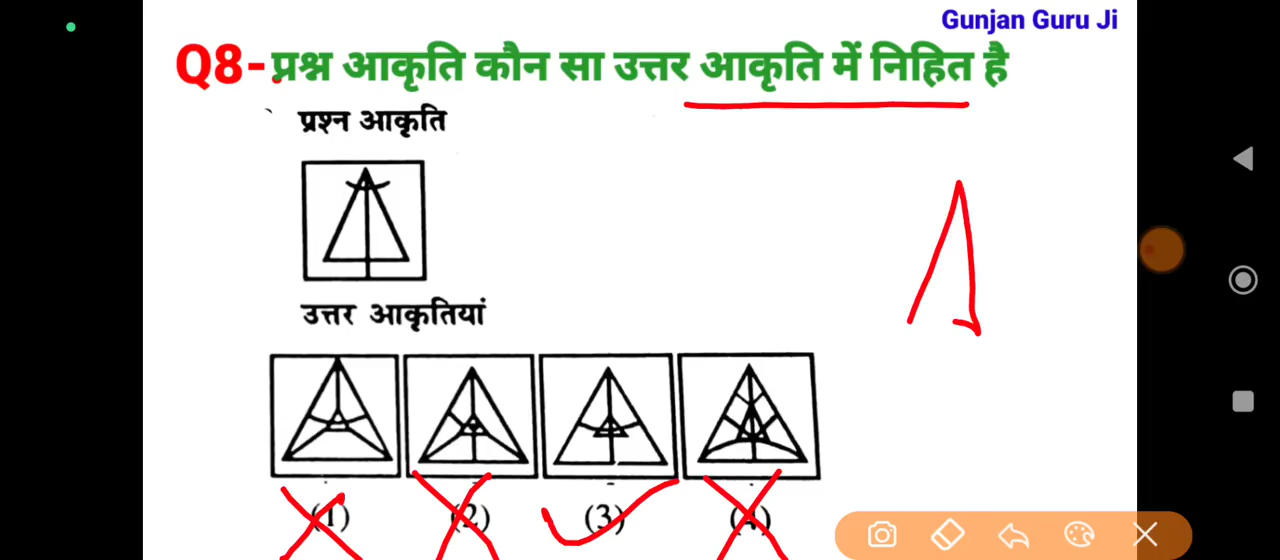 Gunjan Guru Ji
Q8-प्रश्न आकृति कौन सा उत्तर आकृति में निहित है
प्रश्न आकृति
उत्तर आकृतियां
(1) (2) (3) (4)